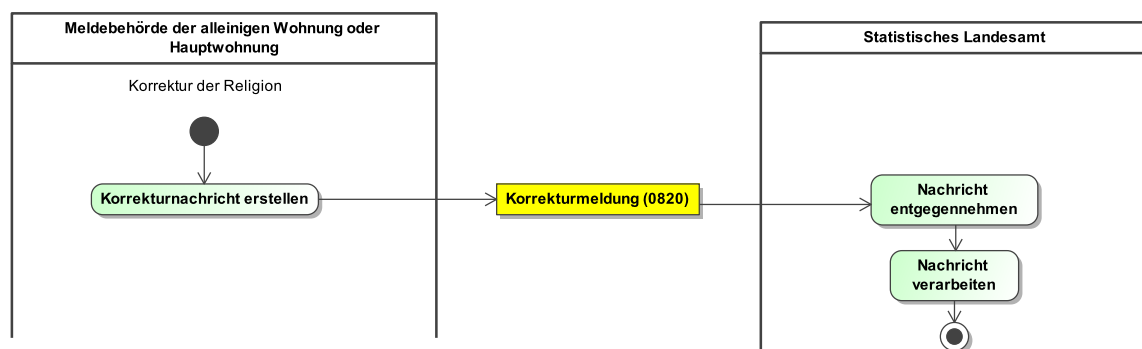 Meldebehörde der alleinigen Wohnung oder
Hauptwohnung
Korrektur der Religion
Korrekturnachricht erstellen
Korrekturmeldung (0820)
Statistisches Landesamt
Nachricht
entgegennehmen
Nachricht
verarbeiten